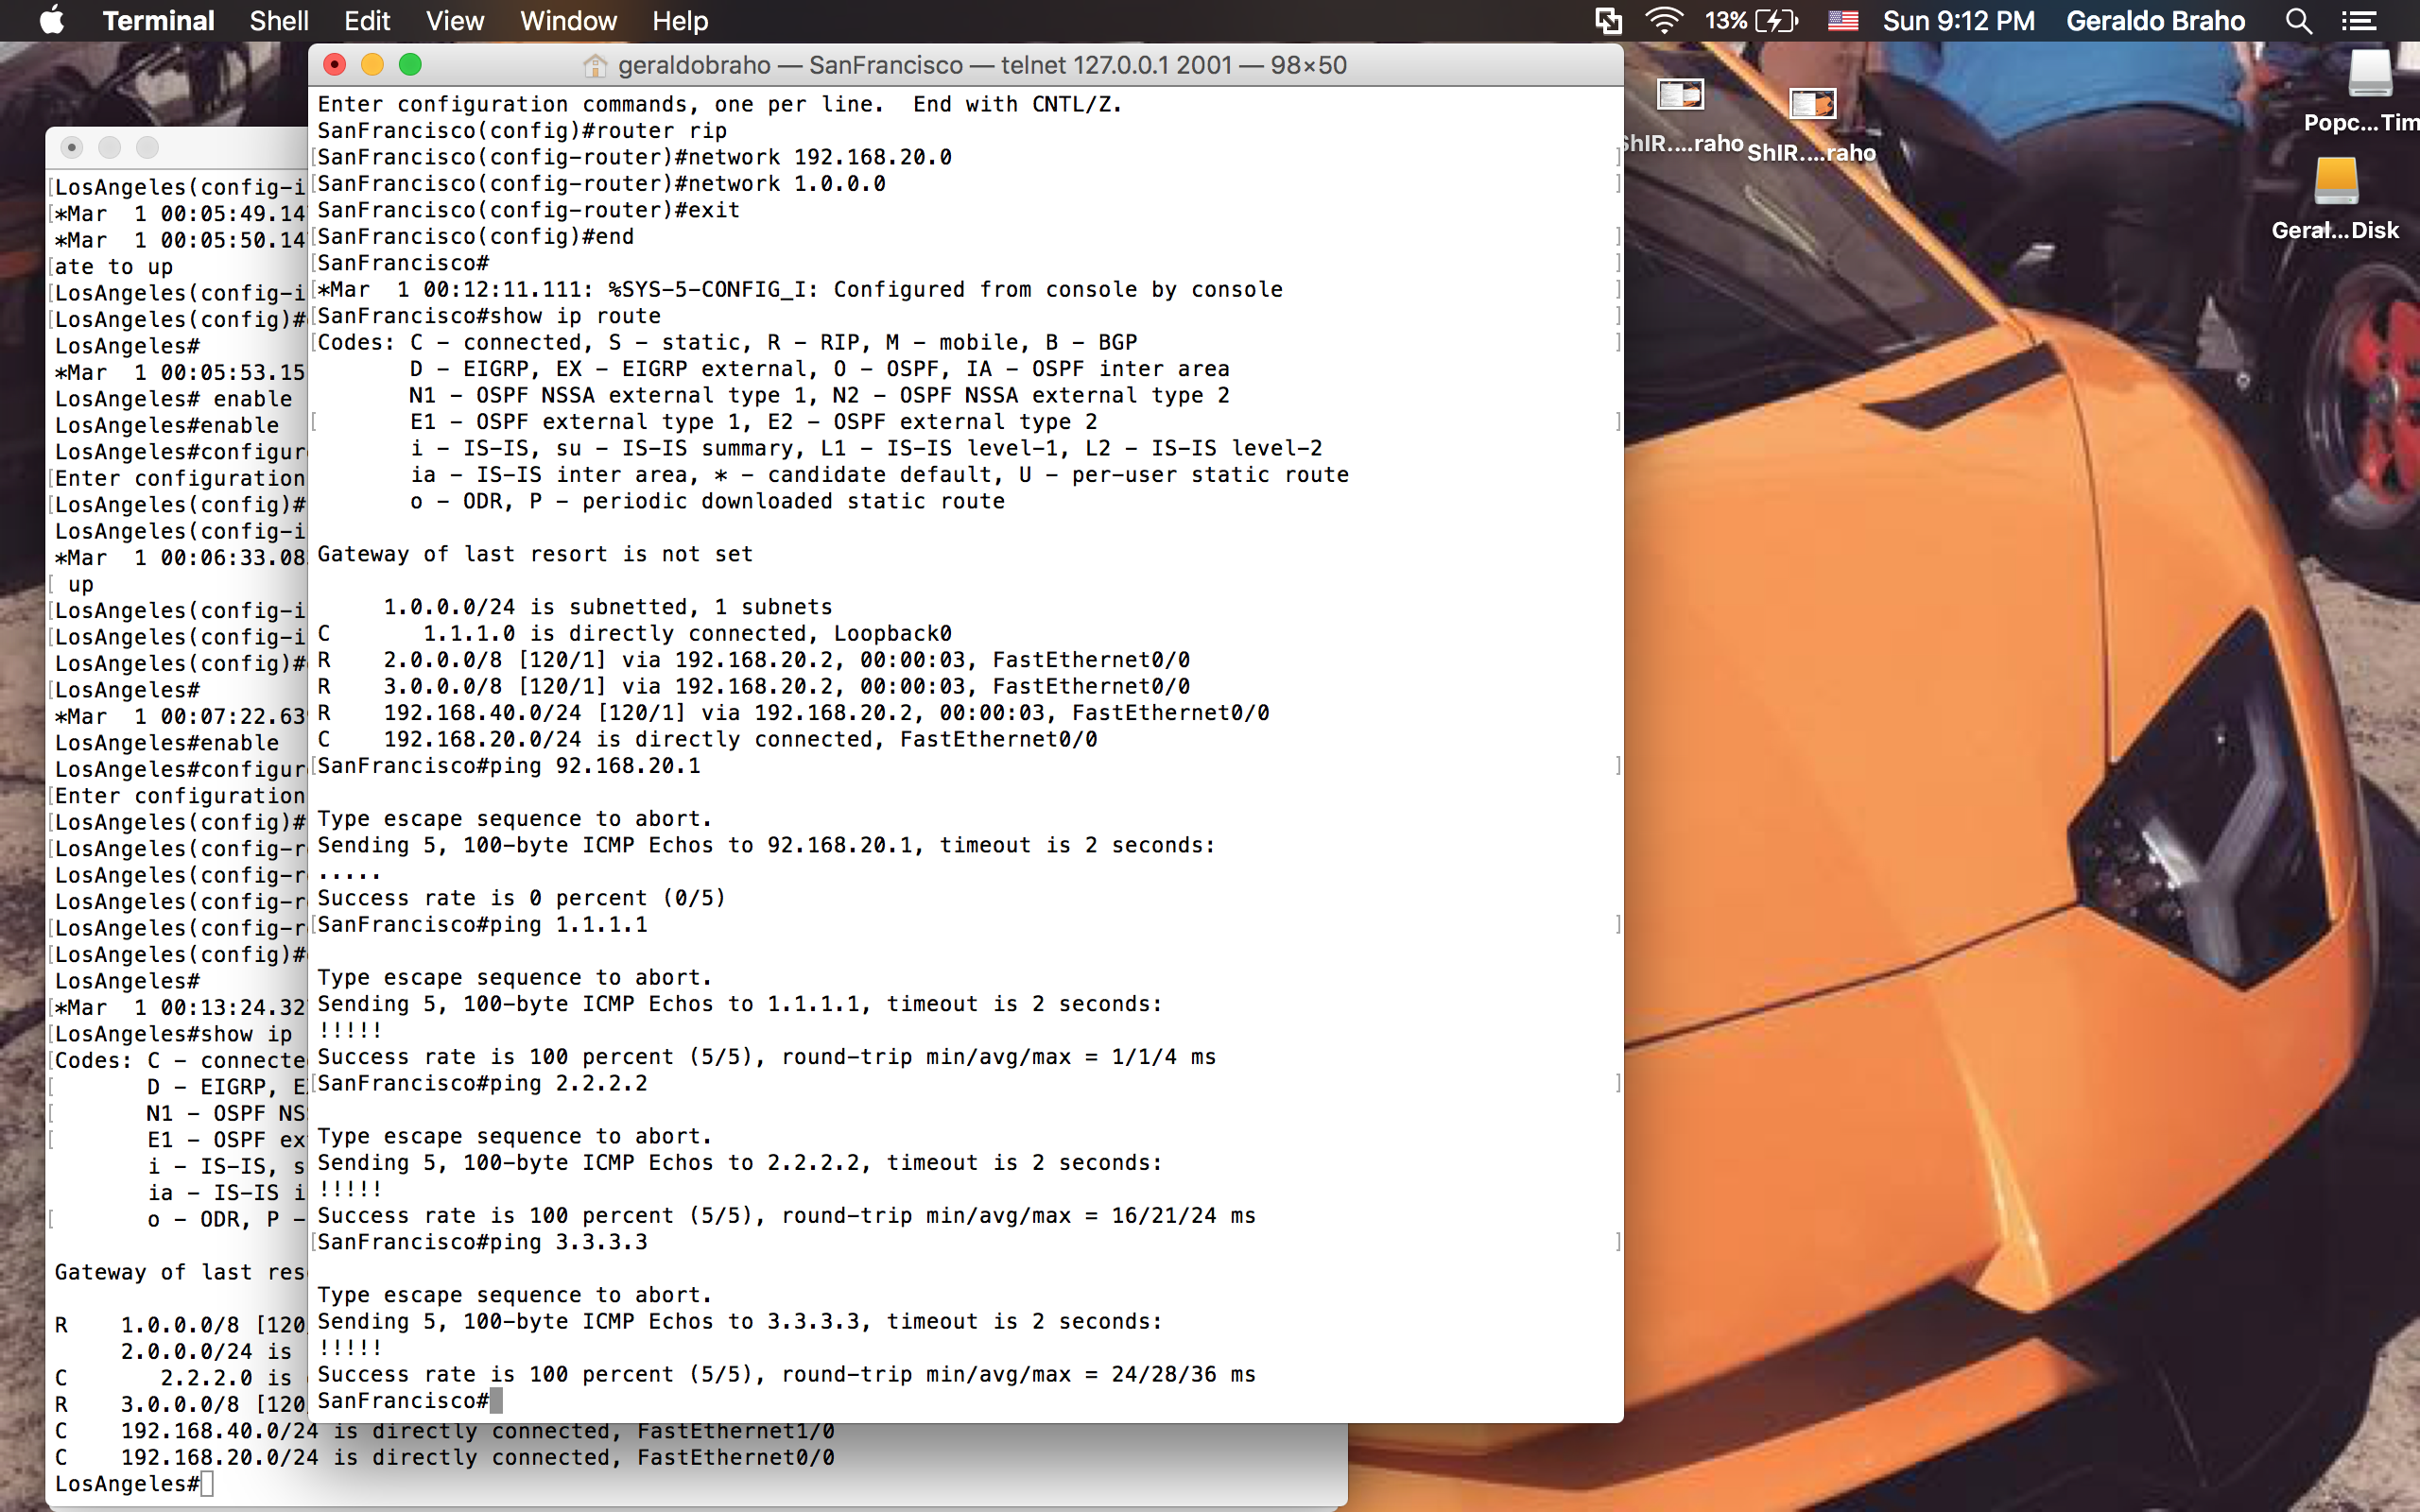 Terminal Shell Edit View Window Help 13% Sun 9:12 PM Geraldo Braho
geraldobraho — SanFrancisco — telnet 127.0.0.1 2001 — 98×50
Enter configuration commands, one per line.  End with CNTL/Z.
SanFrancisco(config)#router rip
SanFrancisco(config-router)#network 192.168.20.0
SanFrancisco(config-router)#network 1.0.0.0
SanFrancisco(config-router)#exit
SanFrancisco(config)#end
SanFrancisco#
*Mar  1 00:12:11.111: %SYS-5-CONFIG_I: Configured from console by console
SanFrancisco#show ip route
Codes: C - connected, S - static, R - RIP, M - mobile, B - BGP
       D - EIGRP, EX - EIGRP external, O - OSPF, IA - OSPF inter area
       N1 - OSPF NSSA external type 1, N2 - OSPF NSSA external type 2
       E1 - OSPF external type 1, E2 - OSPF external type 2
       i - IS-IS, su - IS-IS summary, L1 - IS-IS level-1, L2 - IS-IS level-2
       ia - IS-IS inter area, * - candidate default, U - per-user static route
       o - ODR, P - periodic downloaded static route
Gateway of last resort is not set
     1.0.0.0/24 is subnetted, 1 subnets
C       1.1.1.0 is directly connected, Loopback0
R    2.0.0.0/8 [120/1] via 192.168.20.2, 00:00:03, FastEthernet0/0
R    3.0.0.0/8 [120/1] via 192.168.20.2, 00:00:03, FastEthernet0/0
R    192.168.40.0/24 [120/1] via 192.168.20.2, 00:00:03, FastEthernet0/0
C    192.168.20.0/24 is directly connected, FastEthernet0/0
SanFrancisco#ping 92.168.20.1
Type escape sequence to abort.
Sending 5, 100-byte ICMP Echos to 92.168.20.1, timeout is 2 seconds:
.....
Success rate is 0 percent (0/5)
SanFrancisco#ping 1.1.1.1
Type escape sequence to abort.
Sending 5, 100-byte ICMP Echos to 1.1.1.1, timeout is 2 seconds:
!!!!!
Success rate is 100 percent (5/5), round-trip min/avg/max = 1/1/4 ms
SanFrancisco#ping 2.2.2.2
Type escape sequence to abort.
Sending 5, 100-byte ICMP Echos to 2.2.2.2, timeout is 2 seconds:
!!!!!
Success rate is 100 percent (5/5), round-trip min/avg/max = 16/21/24 ms
SanFrancisco#ping 3.3.3.3
Type escape sequence to abort.
Sending 5, 100-byte ICMP Echos to 3.3.3.3, timeout is 2 seconds:
!!!!!
Success rate is 100 percent (5/5), round-trip min/avg/max = 24/28/36 ms
SanFrancisco#
LosAngeles(config-i
*Mar  1 00:05:49.14
*Mar  1 00:05:50.14
ate to up
LosAngeles(config-i
LosAngeles(config)#
LosAngeles#
*Mar  1 00:05:53.15
LosAngeles# enable
LosAngeles#enable
LosAngeles#configur
Enter configuration
LosAngeles(config)#
LosAngeles(config-i
*Mar  1 00:06:33.08
 up
LosAngeles(config-i
LosAngeles(config-i
LosAngeles(config)#
LosAngeles#
*Mar  1 00:07:22.63
LosAngeles#enable
LosAngeles#configur
Enter configuration
LosAngeles(config)#
LosAngeles(config-r
LosAngeles(config-r
LosAngeles(config-r
LosAngeles(config-r
LosAngeles(config)#
LosAngeles#
*Mar  1 00:13:24.32
LosAngeles#show ip
Codes: C - connecte
       D - EIGRP, E
       N1 - OSPF NS
       E1 - OSPF ex
       i - IS-IS, s
       ia - IS-IS i
       o - ODR, P -
Gateway of last res
R    1.0.0.0/8 [120
     2.0.0.0/24 is
C       2.2.2.0 is
R    3.0.0.0/8 [120
C    192.168.40.0/24 is directly connected, FastEthernet1/0
C    192.168.20.0/24 is directly connected, FastEthernet0/0
LosAngeles#
ShIR....raho
ShIR....raho
Popc...Tim
Geral...Disk